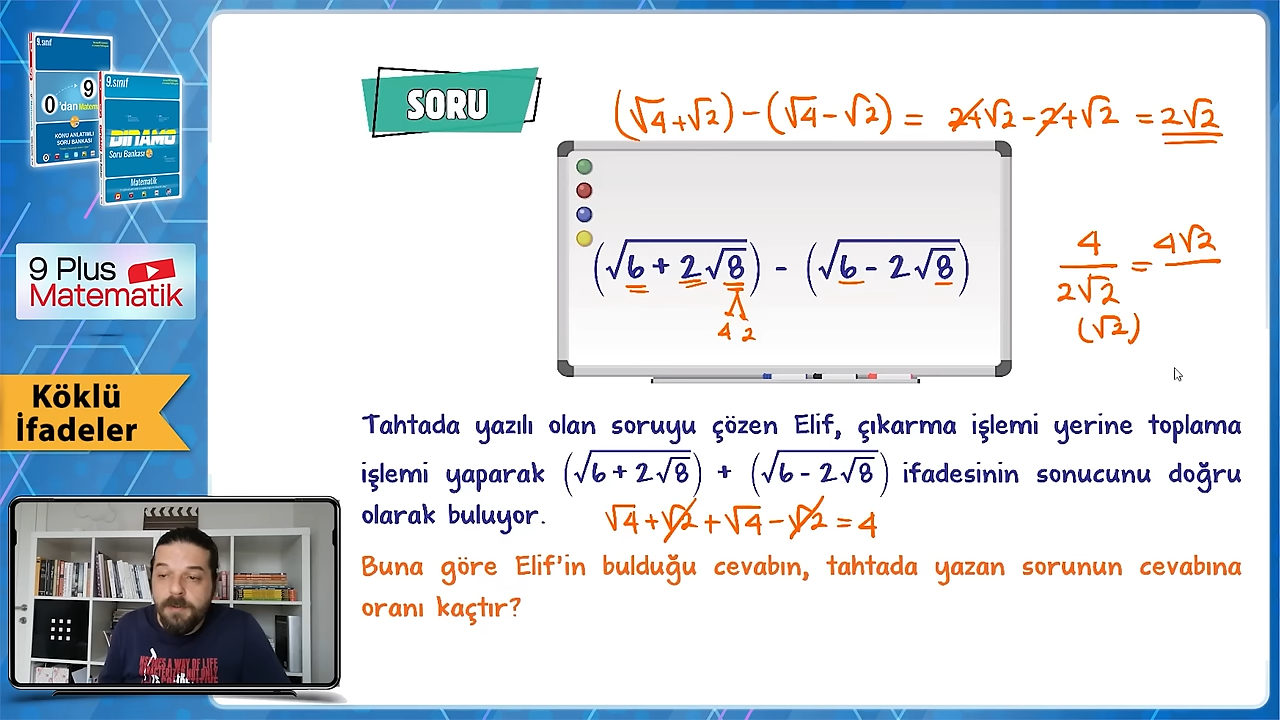 9.sınıf
0'dan 9
Matematik
KONU ANLATIMLI
SORU BANKASI
9.sınıf
DİNAMO
Soru Bankası
Matematik
9 Plus
Matematik
Köklü
İfadeler
SORU
(√4+√2) - (√4 - √2) = 2+√2 - 2+√2 = 2√2
(√(6 + 2√8)) - (√(6 - 2√8))
4 2
4/(2√2) = 4√2
(√2)
Tahtada yazılı olan soruyu çözen Elif, çıkarma işlemi yerine toplama
işlemi yaparak (√(6 + 2√8)) + (√(6 - 2√8)) ifadesinin sonucunu doğru
olarak buluyor.
√4 + √2 + √4 - √2 = 4
Buna göre Elif'in bulduğu cevabın, tahtada yazan sorunun cevabına
oranı kaçtır?